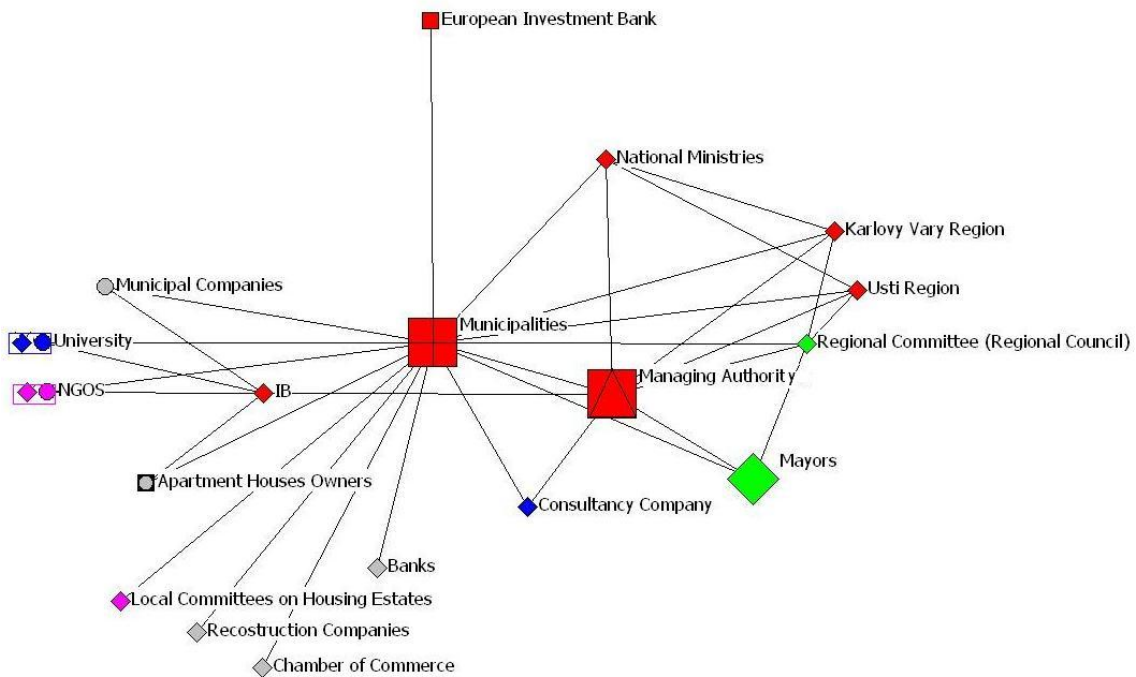 European Investment Bank
National Ministries
Karlovy Vary Region
Municipal Companies
Usti Region
Municipalities
University
Regional Committee (Regional Council)
Managing Authority
NGOS
IB
Mayors
Apartment Houses Owners
Consultancy Company
Banks
Local Committees on Housing Estates
Recostruction Companies
Chamber of Commerce